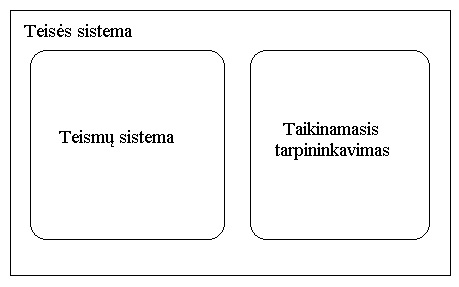 Teisės sistema
Teismų sistema
Taikinamasis
tarpininkavimas